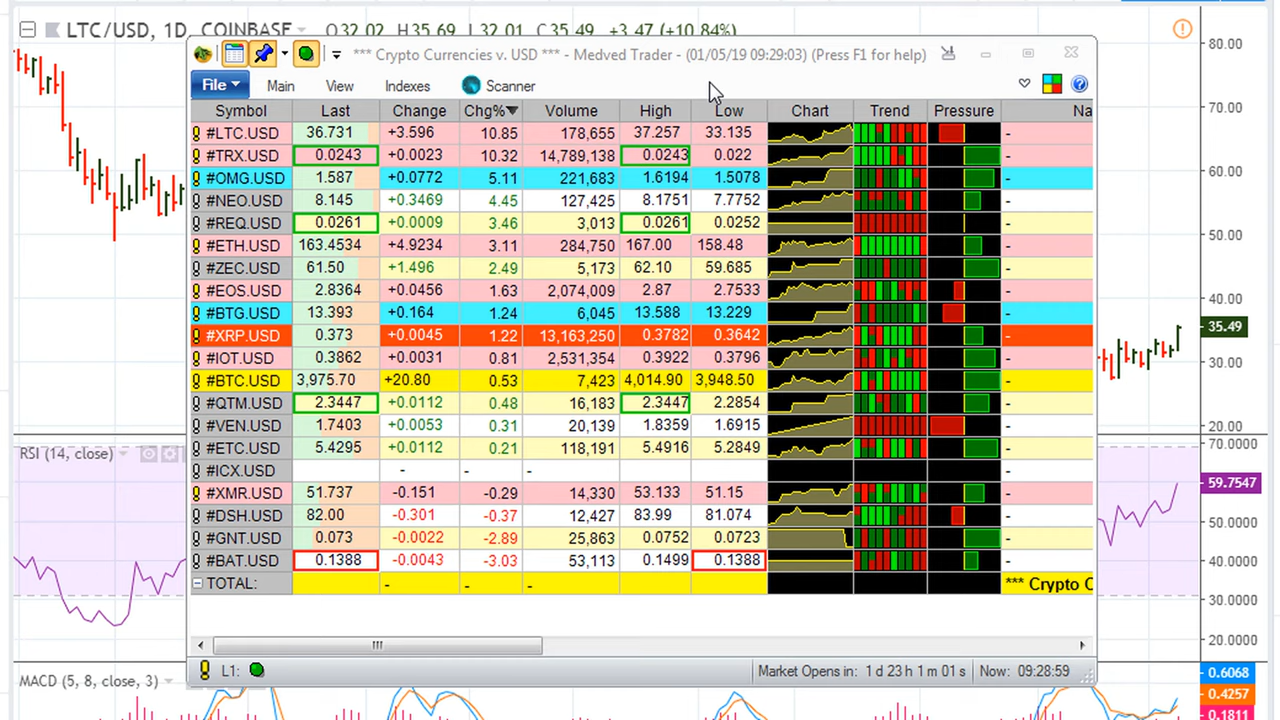 LTC/USD, 1D, COINBASE O32.02 H35.69 L32.01 C35.49 +3.47 (+10.84%)
*** Crypto Currencies v. USD *** - Medved Trader - (01/05/19 09:29:03) (Press F1 for help)
File Main View Indexes Scanner
Symbol Last Change Chg% Volume High Low Chart Trend Pressure Na
#LTC.USD 36.731 +3.596 10.85 178,655 37.257 33.135 -
#TRX.USD 0.0243 +0.0023 10.32 14,789,138 0.0243 0.022 -
#OMG.USD 1.587 +0.0772 5.11 221,683 1.6194 1.5078 -
#NEO.USD 8.145 +0.3469 4.45 127,425 8.1751 7.7752 -
#REQ.USD 0.0261 +0.0009 3.46 3,013 0.0261 0.0252 -
#ETH.USD 163.4534 +4.9234 3.11 284,750 167.00 158.48 -
#ZEC.USD 61.50 +1.496 2.49 5,173 62.10 59.685 -
#EOS.USD 2.8364 +0.0456 1.63 2,074,009 2.87 2.7533 -
#BTG.USD 13.393 +0.164 1.24 6,045 13.588 13.229 -
#XRP.USD 0.373 +0.0045 1.22 13,163,250 0.3782 0.3642 -
#IOT.USD 0.3862 +0.0031 0.81 2,531,354 0.3922 0.3796 -
#BTC.USD 3,975.70 +20.80 0.53 7,423 4,014.90 3,948.50 -
#QTM.USD 2.3447 +0.0112 0.48 16,183 2.3447 2.2854 -
#VEN.USD 1.7403 +0.0053 0.31 20,139 1.8359 1.6915 -
#ETC.USD 5.4295 +0.0112 0.21 118,191 5.4916 5.2849 -
#ICX.USD - - - -
#XMR.USD 51.737 -0.151 -0.29 14,330 53.133 51.15 -
#DSH.USD 82.00 -0.301 -0.37 12,427 83.99 81.074 -
#GNT.USD 0.073 -0.0022 -2.89 25,863 0.0752 0.0723 -
#BAT.USD 0.1388 -0.0043 -3.03 53,113 0.1499 0.1388 -
TOTAL: - - - *** Crypto C
L1: Market Opens in: 1 d 23 h 1 m 01 s Now: 09:28:59
80.00
70.00
60.00
50.00
40.00
35.49
30.00
20.00
RSI (14, close)
70.0000
59.7547
50.0000
40.0000
30.0000
20.0000
MACD (5, 8, close, 3)
0.6068
0.4257
0.1811